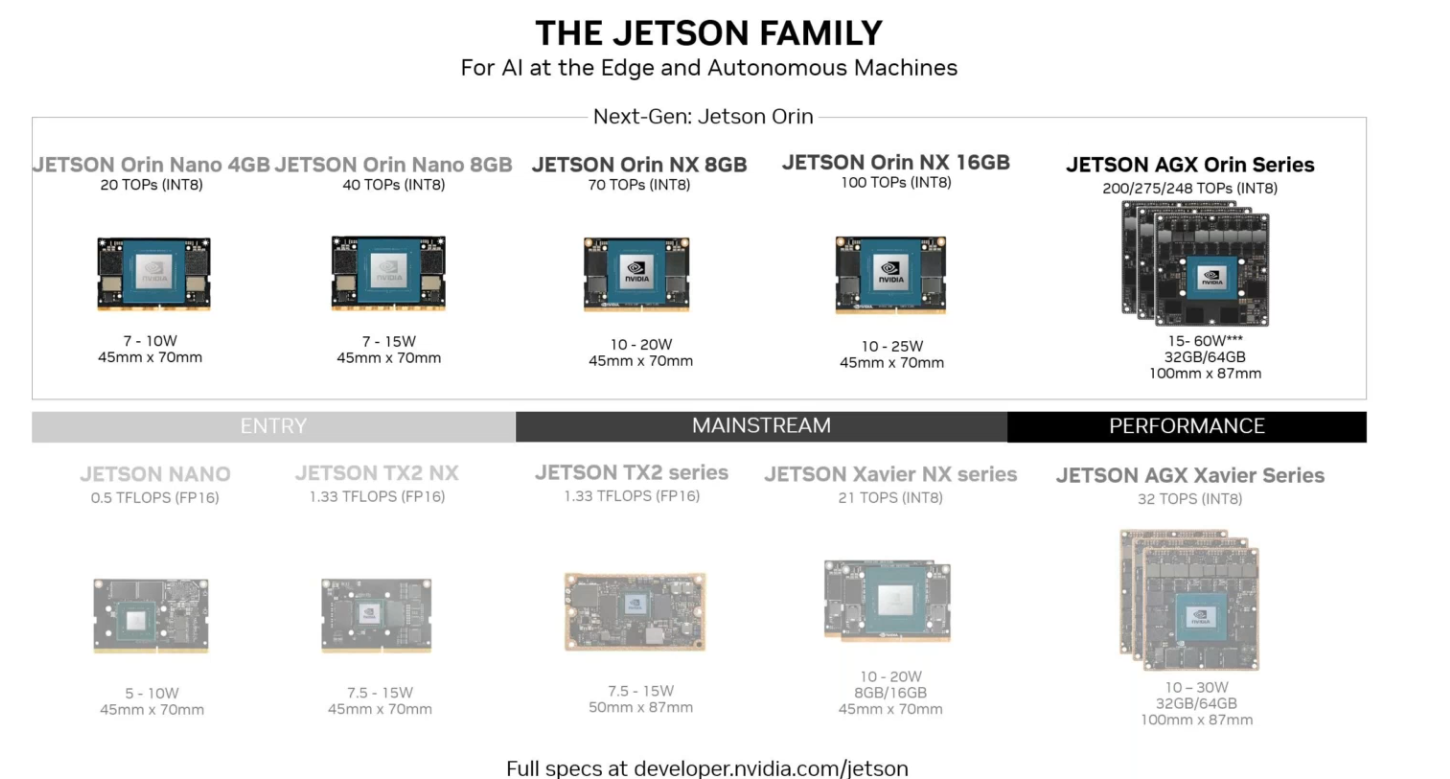 THE JETSON FAMILY
For AI at the Edge and Autonomous Machines
Next-Gen: Jetson Orin
JETSON Orin Nano 4GB
20 TOPs (INT8)
7 - 10W
45mm x 70mm
JETSON Orin Nano 8GB
40 TOPs (INT8)
7 - 15W
45mm x 70mm
JETSON Orin NX 8GB
70 TOPs (INT8)
NVIDIA
10 - 20W
45mm x 70mm
JETSON Orin NX 16GB
100 TOPs (INT8)
NVIDIA
10 - 25W
45mm x 70mm
JETSON AGX Orin Series
200/275/248 TOPs (INT8)
NVIDIA
15- 60W***
32GB/64GB
100mm x 87mm
ENTRY
MAINSTREAM
PERFORMANCE
JETSON NANO
0.5 TFLOPS (FP16)
5 - 10W
45mm x 70mm
JETSON TX2 NX
1.33 TFLOPS (FP16)
7.5 - 15W
45mm x 70mm
JETSON TX2 series
1.33 TFLOPS (FP16)
7.5 - 15W
50mm x 87mm
JETSON Xavier NX series
21 TOPS (INT8)
10 - 20W
8GB/16GB
45mm x 70mm
JETSON AGX Xavier Series
32 TOPS (INT8)
NVIDIA
10 – 30W
32GB/64GB
100mm x 87mm
Full specs at developer.nvidia.com/jetson